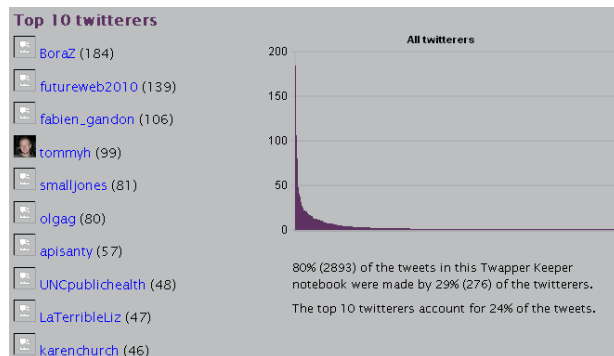 Top 10 twitterers
BoraZ (184)
futureweb2010 (139)
fabien_gandon (106)
tommyh (99)
smalljones (81)
olgag (80)
apisanty (57)
UNCpublichealth (48)
LaTerribleLiz (47)
karenchurch (46)
All twitterers
200
150
100
50
0
80% (2893) of the tweets in this Twapper Keeper
notebook were made by 29% (276) of the twitterers.
The top 10 twitterers account for 24% of the tweets.